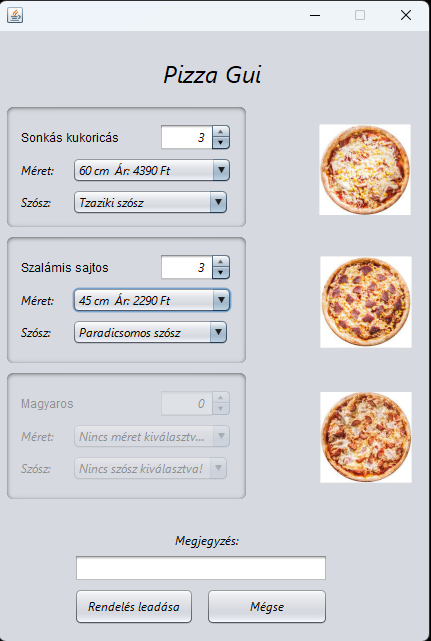 Pizza Gui
Sonkás kukoricás 3
Méret: 60 cm Ár: 4390 Ft
Szósz: Tzaziki szósz
Szalámis sajtos 3
Méret: 45 cm Ár: 2290 Ft
Szósz: Paradicsomos szósz
Magyaros 0
Méret: Nincs méret kiválasztv...
Szósz: Nincs szósz kiválasztva!
Megjegyzés:
Rendelés leadása Mégse